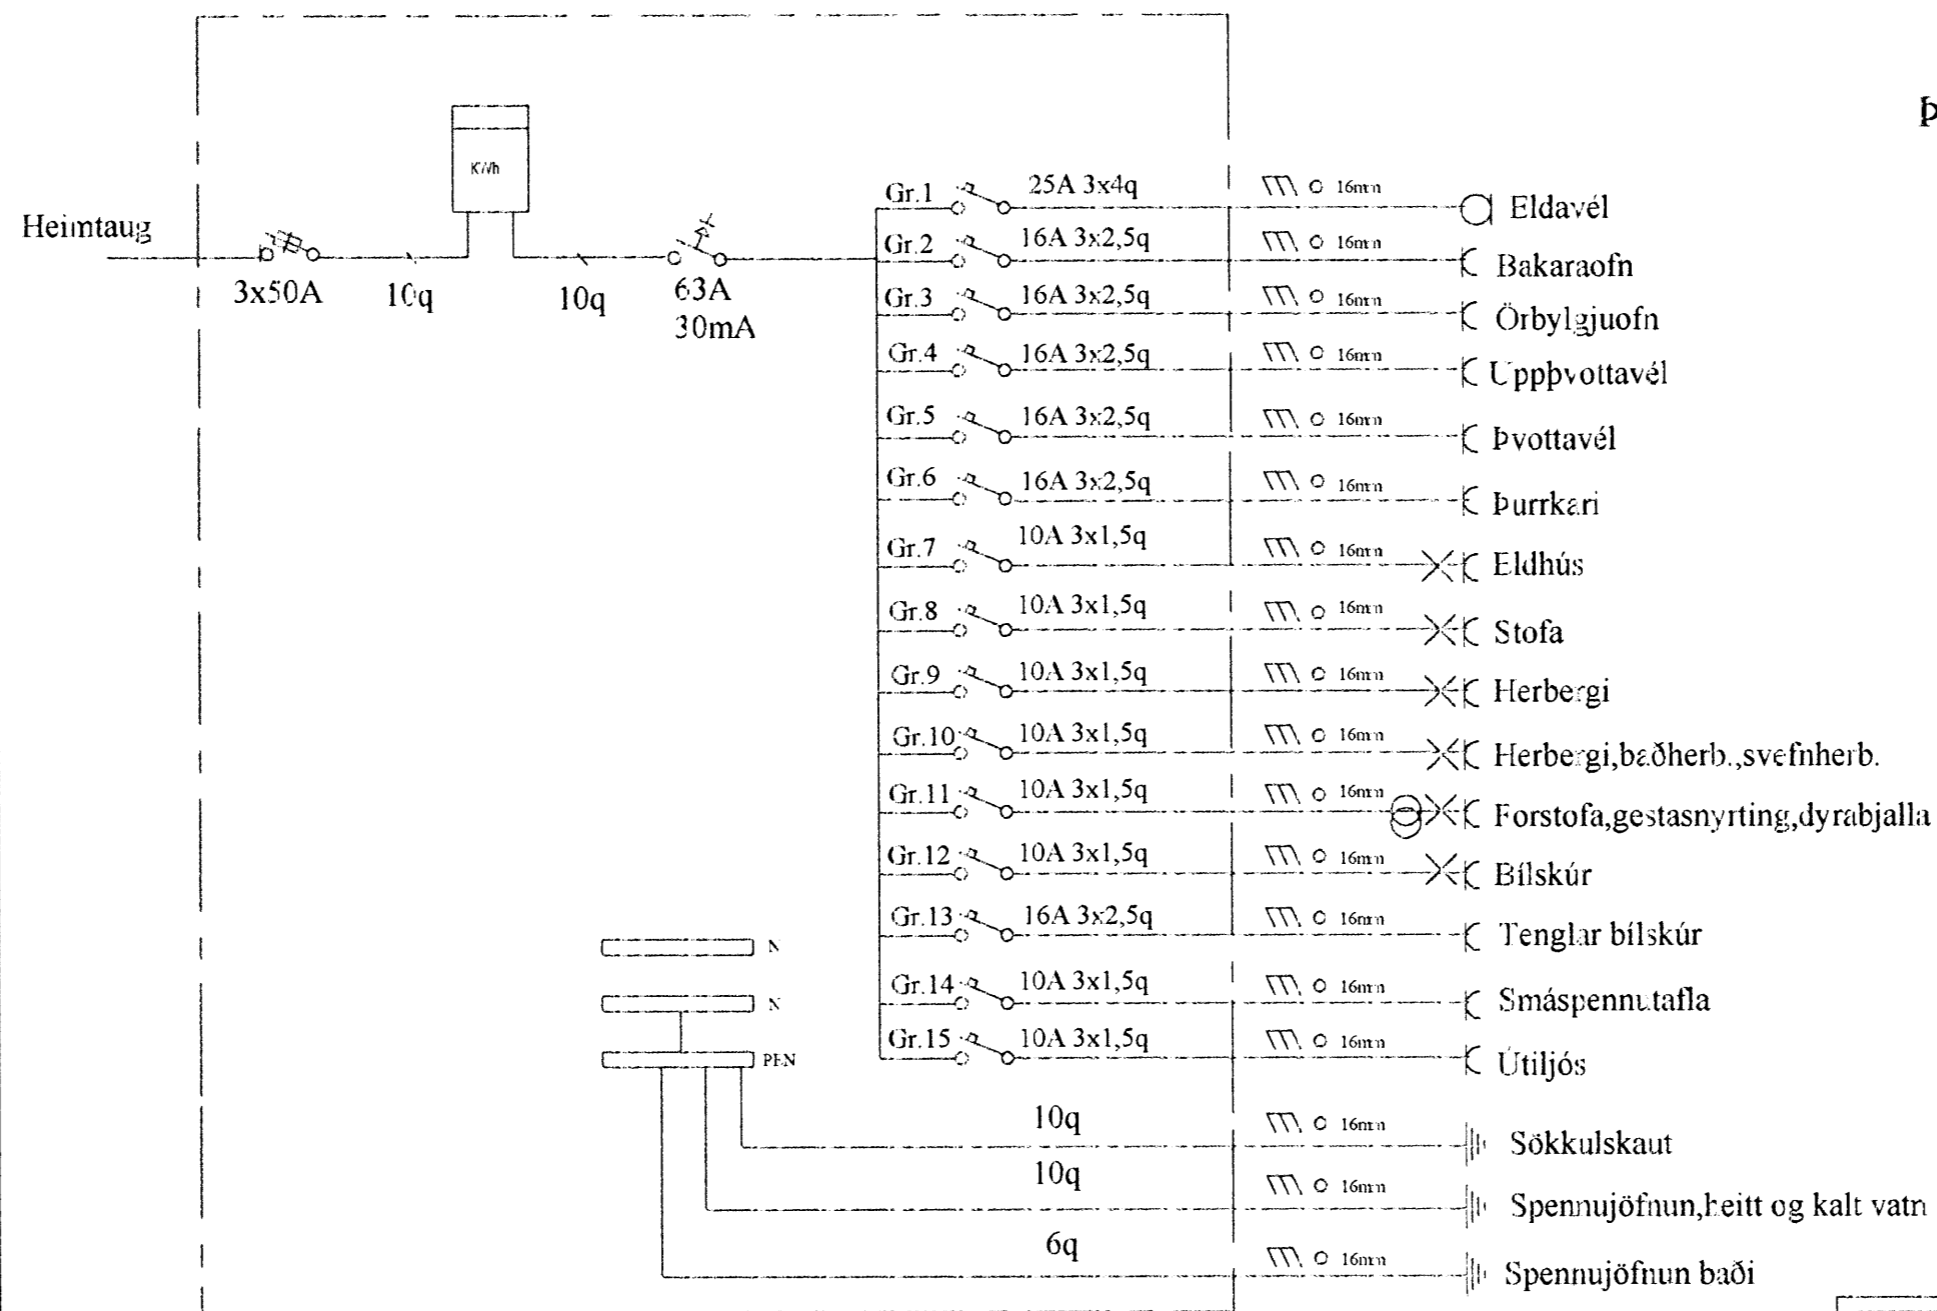 Þ
KWh
Heimtaug
3x50A
10q
10q
63A
30mA
Gr.1 25A 3x4q 16mm Eldavél
Gr.2 16A 3x2,5q 16mm Bakaraofn
Gr.3 16A 3x2,5q 16mm Örbylgjuofn
Gr.4 16A 3x2,5q 16mm Uppþvottavél
Gr.5 16A 3x2,5q 16mm Þvottavél
Gr.6 16A 3x2,5q 16mm Þurrkari
Gr.7 10A 3x1,5q 16mm Eldhús
Gr.8 10A 3x1,5q 16mm Stofa
Gr.9 10A 3x1,5q 16mm Herbergi
Gr.10 10A 3x1,5q 16mm Herbergi,baðherb.,svefnherb.
Gr.11 10A 3x1,5q 16mm Forstofa,gestasnyrting,dyrabjalla
Gr.12 10A 3x1,5q 16mm Bílskúr
Gr.13 16A 3x2,5q 16mm Tenglar bílskúr
N
Gr.14 10A 3x1,5q 16mm Smáspennutafla
N
Gr.15 10A 3x1,5q 16mm Útiljós
PEN
10q 16mm Sökkulskaut
10q 16mm Spennujöfnun,heitt og kalt vatn
6q 16mm Spennujöfnun baði